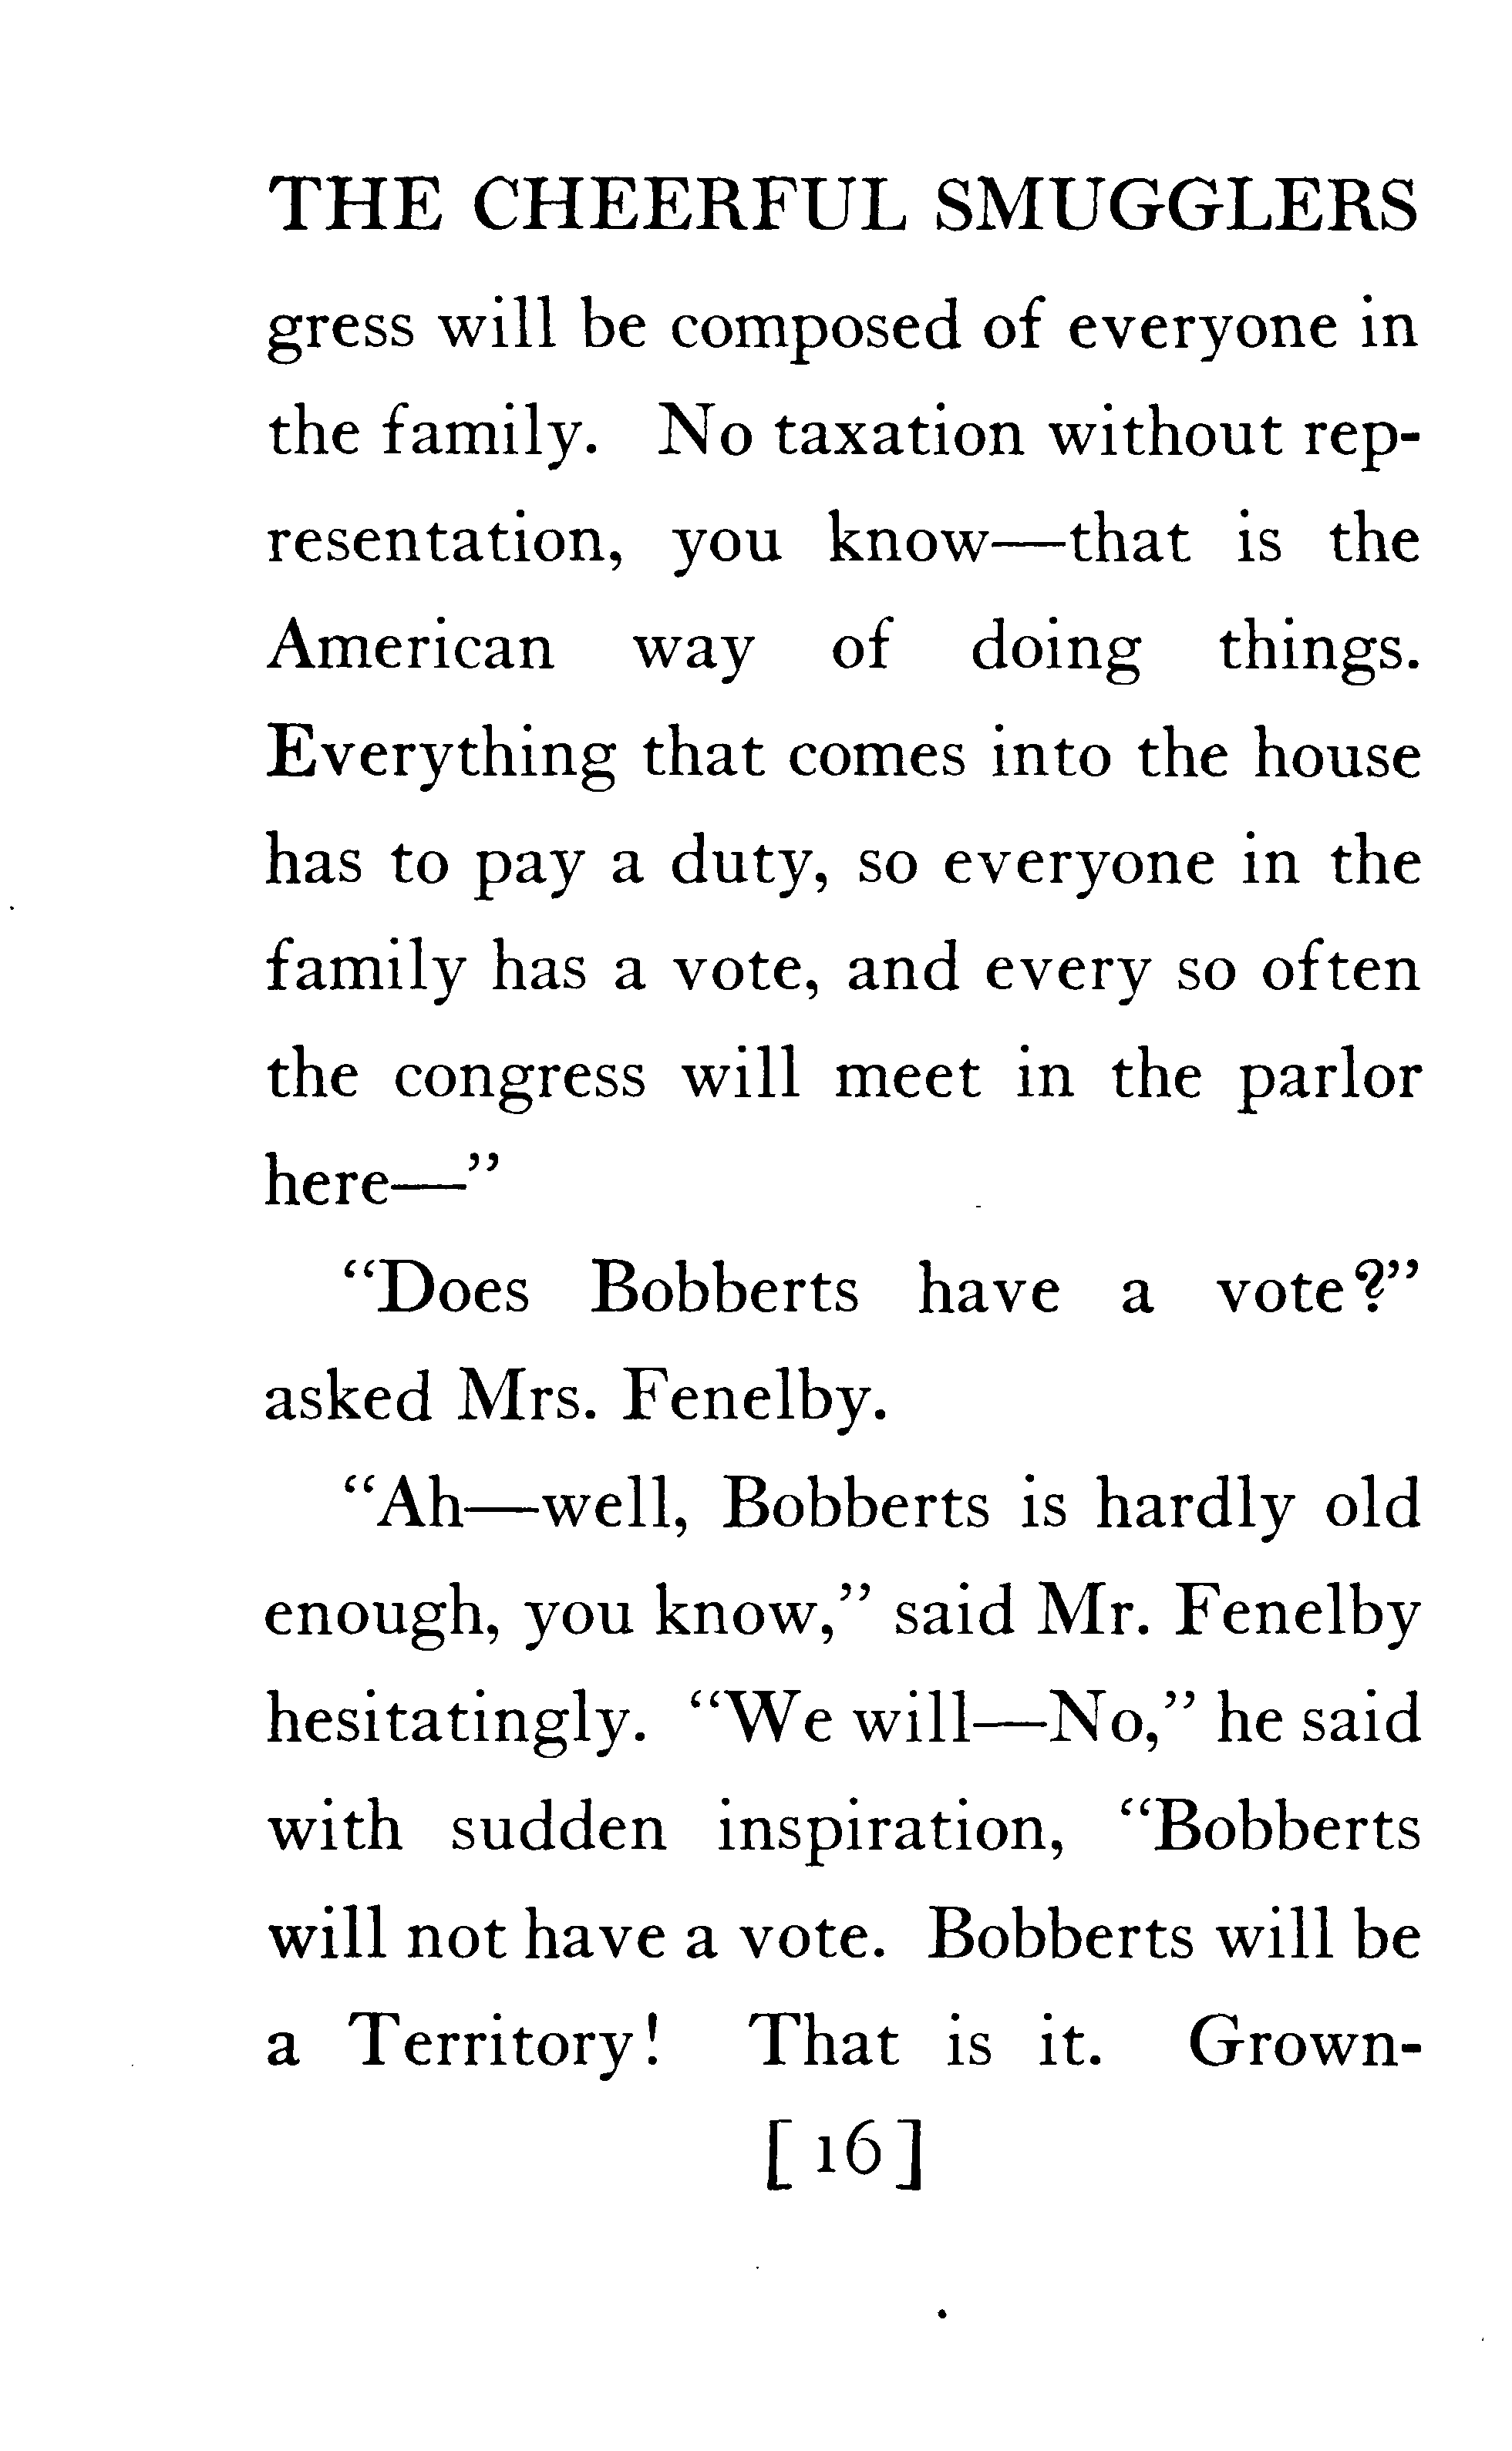 THE CHEERFUL SMUGGLERS
gress will be composed of everyone in
the family. No taxation without rep-
resentation, you know—that is the
American way of doing things.
Everything that comes into the house
has to pay a duty, so everyone in the
family has a vote, and every so often
the congress will meet in the parlor
here—”
“Does Bobberts have a vote?”
asked Mrs. Fenelby.
“Ah—well, Bobberts is hardly old
enough, you know,” said Mr. Fenelby
hesitatingly. “We will—No,” he said
with sudden inspiration, “Bobberts
will not have a vote. Bobberts will be
a Territory! That is it. Grown-
[16]